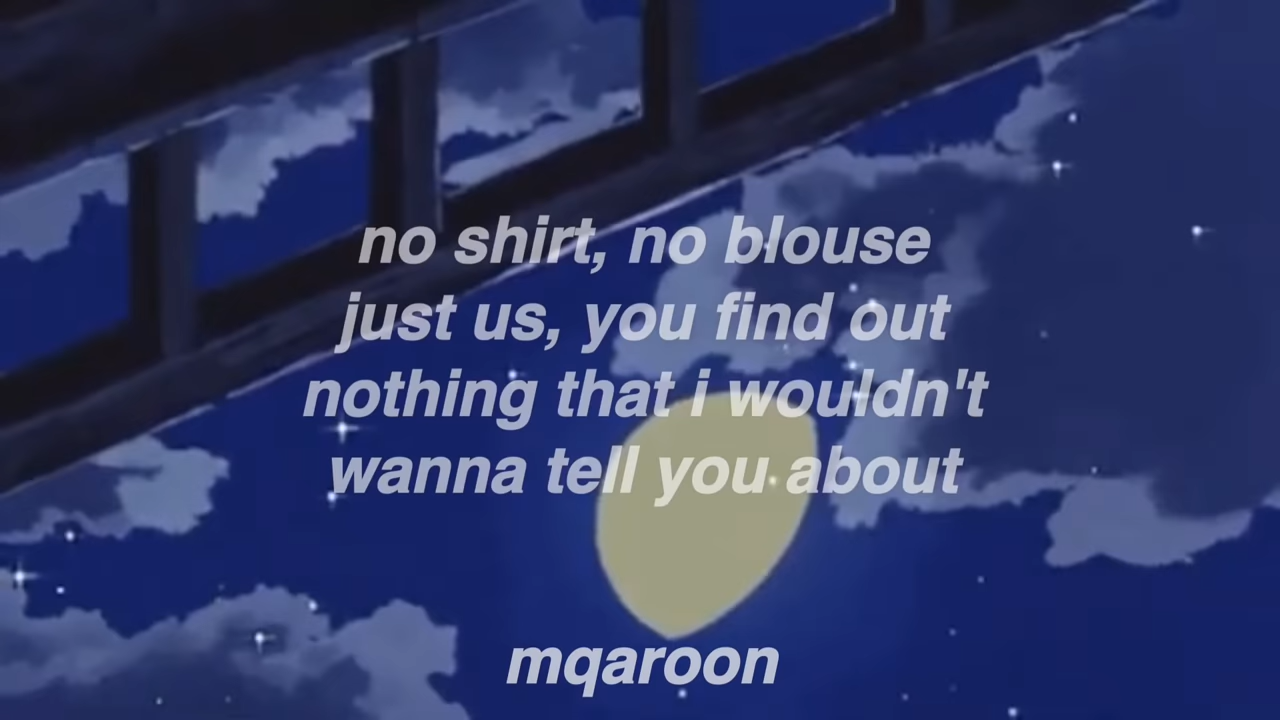 no shirt, no blouse
just us, you find out
nothing that i wouldn't
wanna tell you about
mqaroon